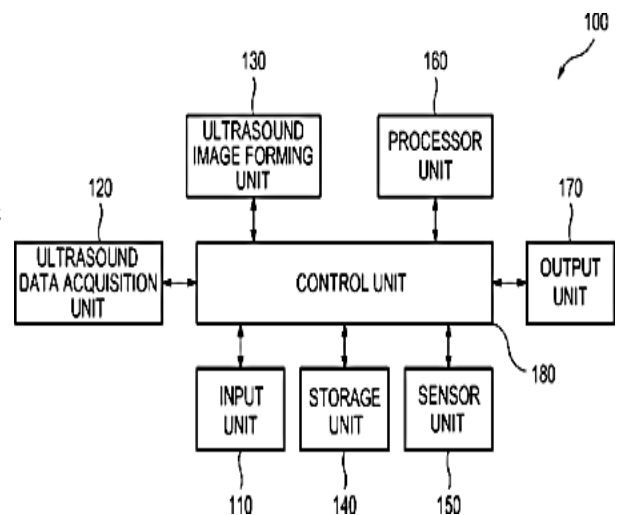 100
130
160
ULTRASOUND
IMAGE FORMING
UNIT
PROCESSOR
UNIT
120
170
ULTRASOUND
DATA ACQUISITION
UNIT
CONTROL UNIT
OUTPUT
UNIT
180
INPUT
UNIT
STORAGE
UNIT
SENSOR
UNIT
110
140
150